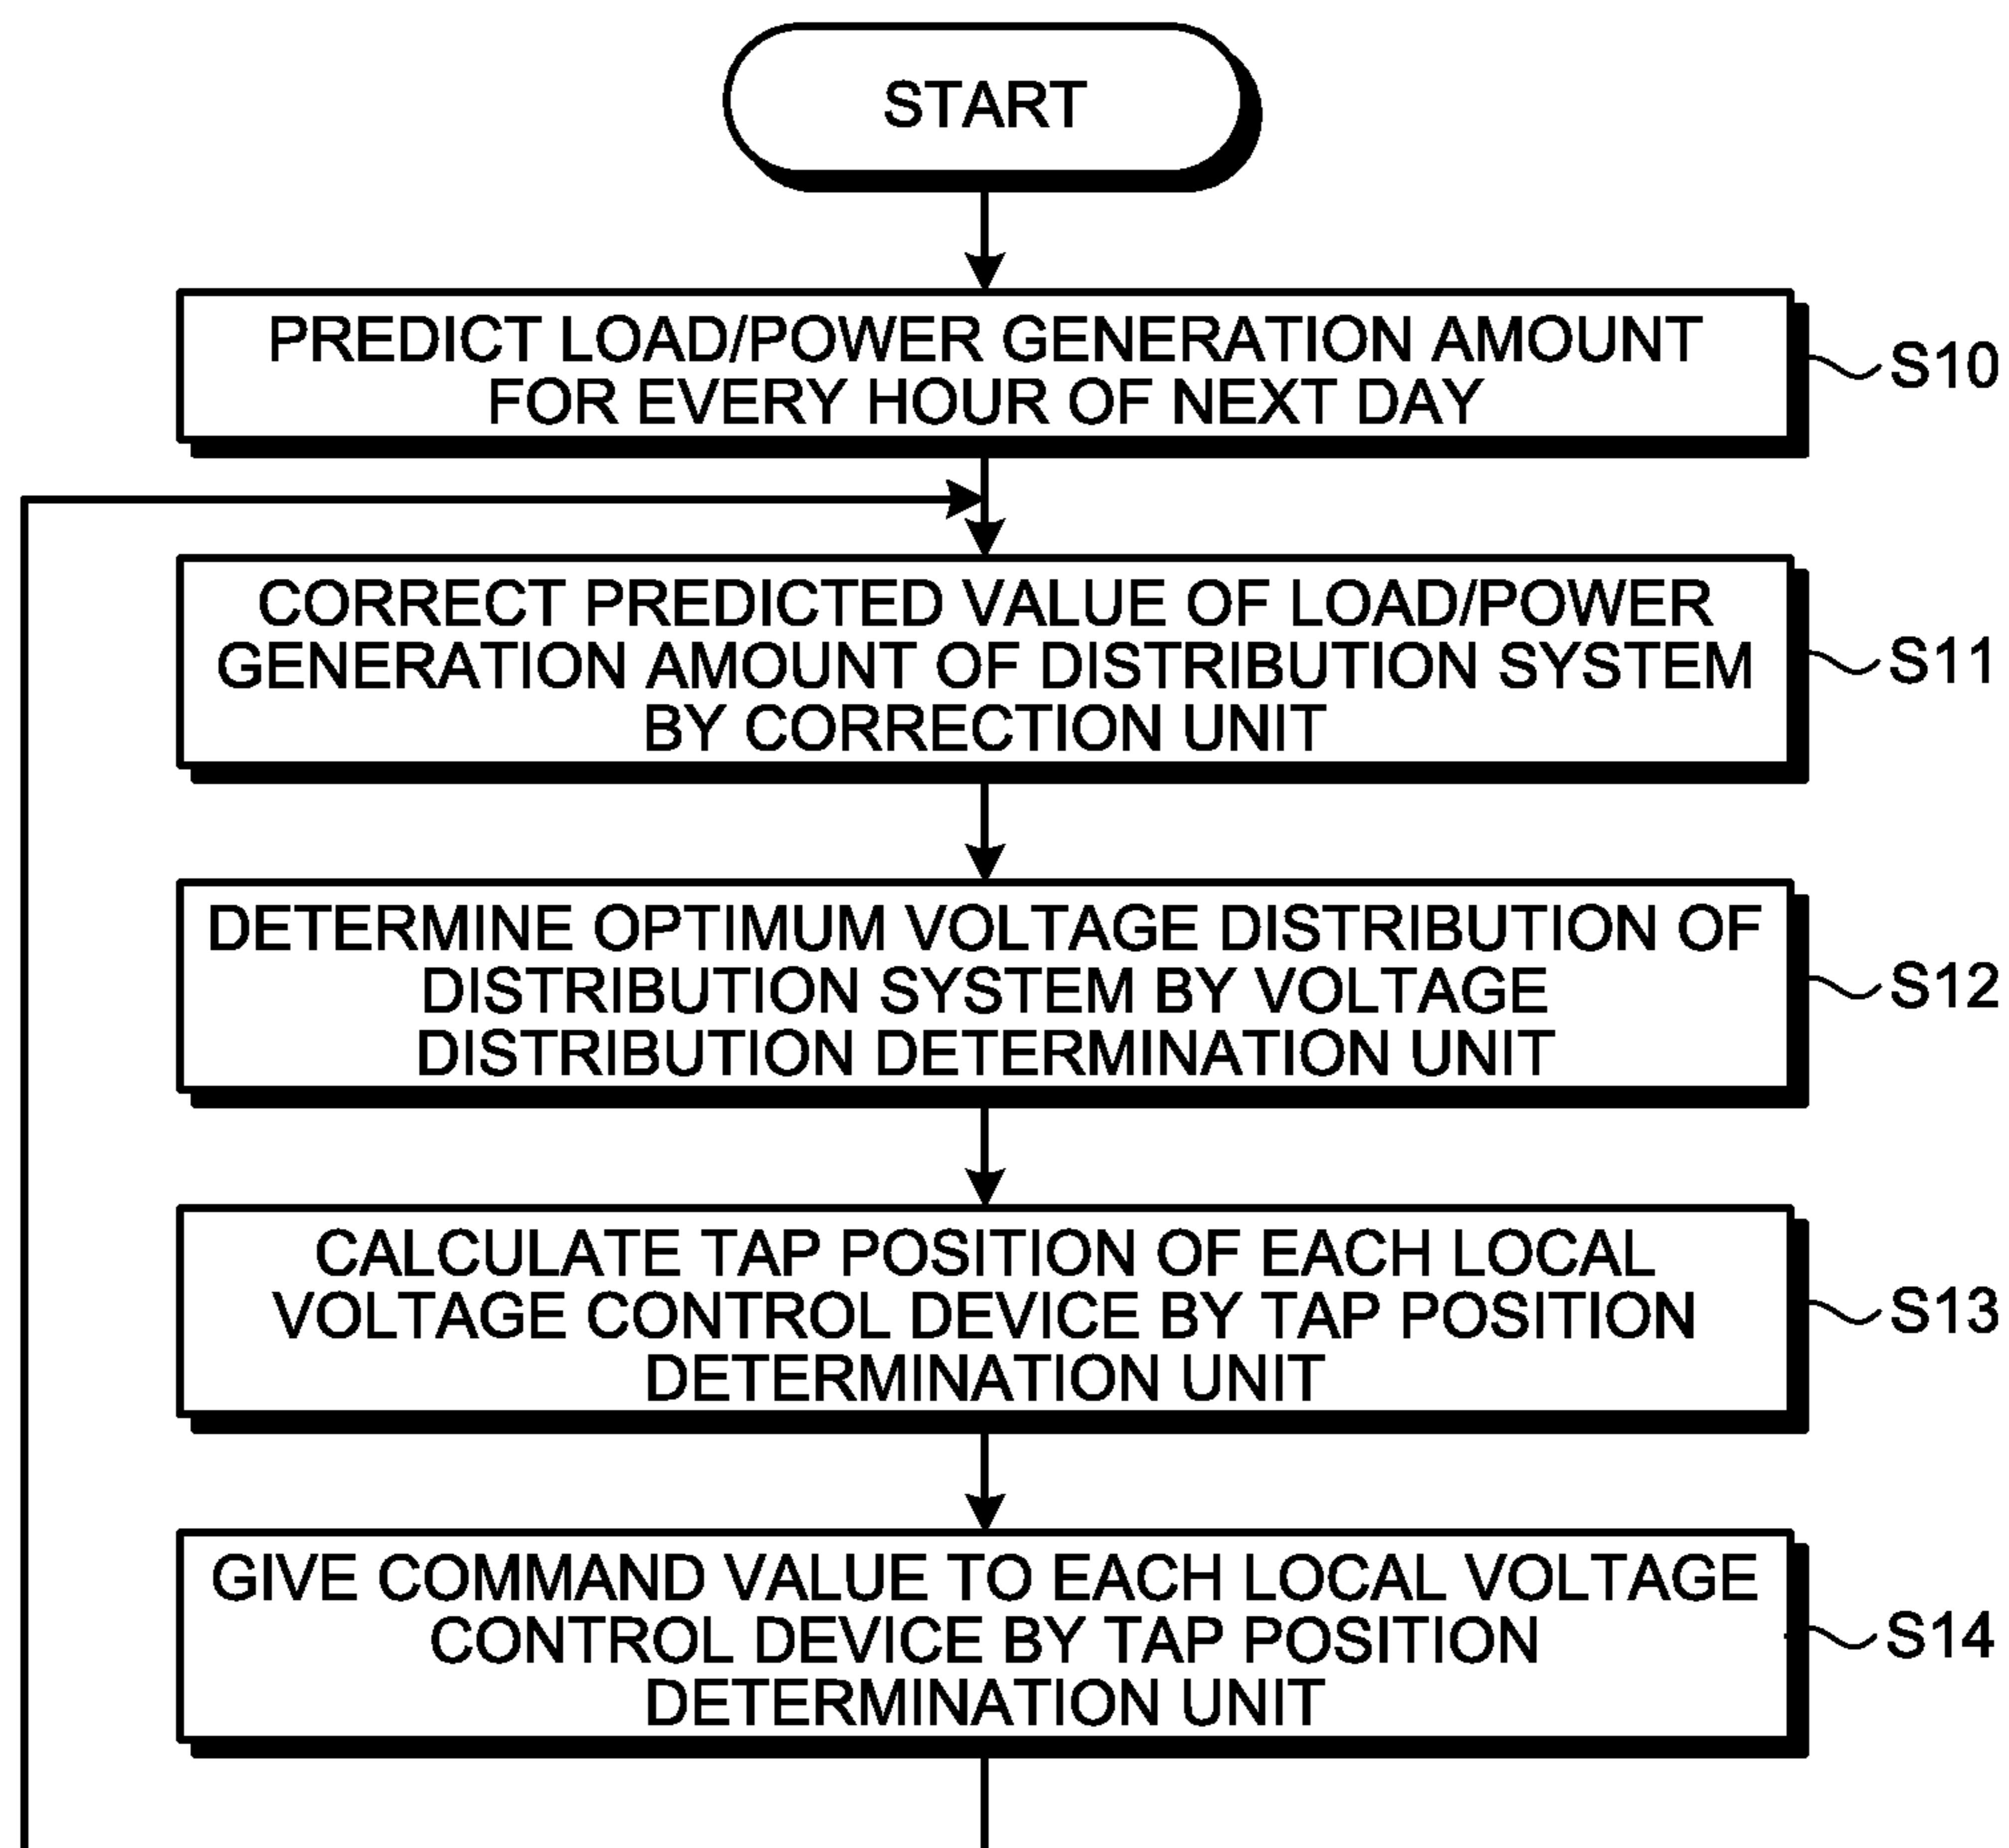 START
PREDICT LOAD/POWER GENERATION AMOUNT
FOR EVERY HOUR OF NEXT DAY
S10
CORRECT PREDICTED VALUE OF LOAD/POWER
GENERATION AMOUNT OF DISTRIBUTION SYSTEM
BY CORRECTION UNIT
S11
DETERMINE OPTIMUM VOLTAGE DISTRIBUTION OF
DISTRIBUTION SYSTEM BY VOLTAGE
DISTRIBUTION DETERMINATION UNIT
S12
CALCULATE TAP POSITION OF EACH LOCAL
VOLTAGE CONTROL DEVICE BY TAP POSITION
DETERMINATION UNIT
S13
GIVE COMMAND VALUE TO EACH LOCAL VOLTAGE
CONTROL DEVICE BY TAP POSITION
DETERMINATION UNIT
S14